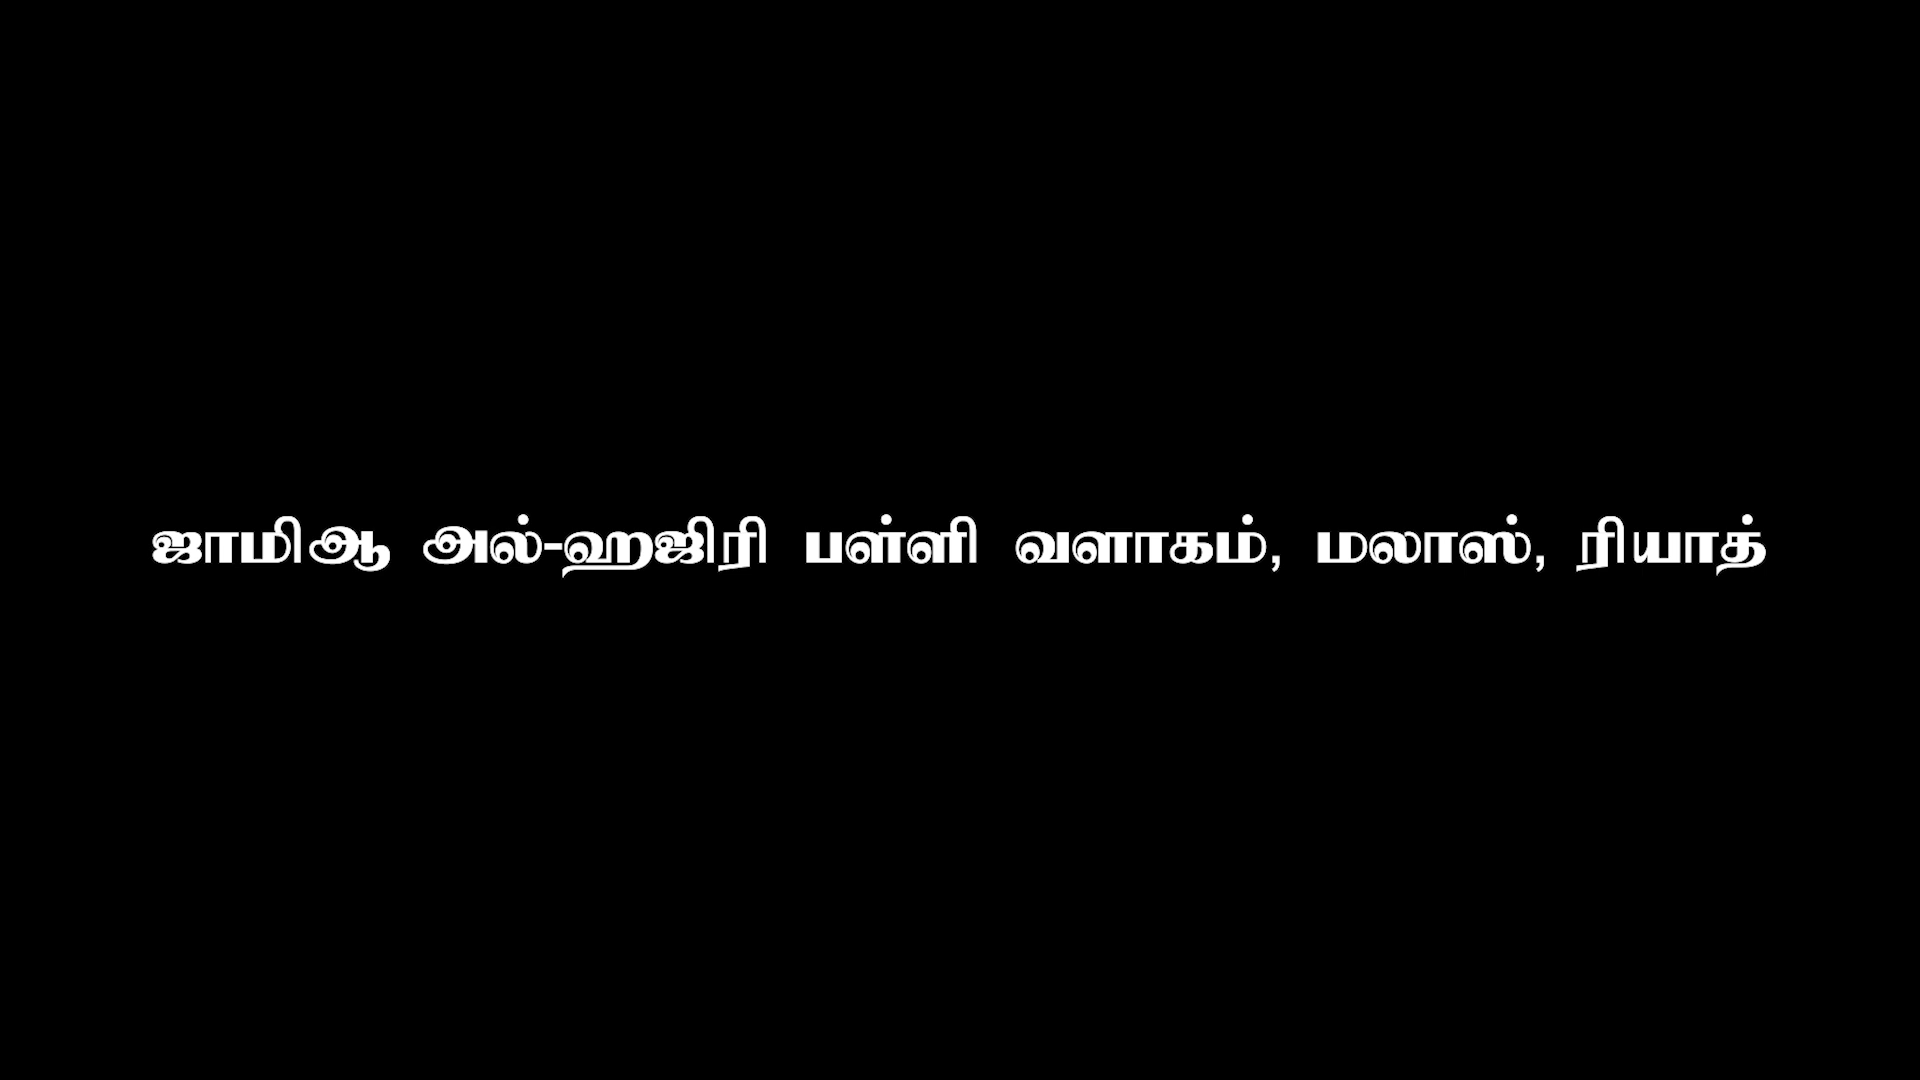 ஜாமிஆ அல்-ஹஜிரி பள்ளி வளாகம், மலாஸ், ரியாத்